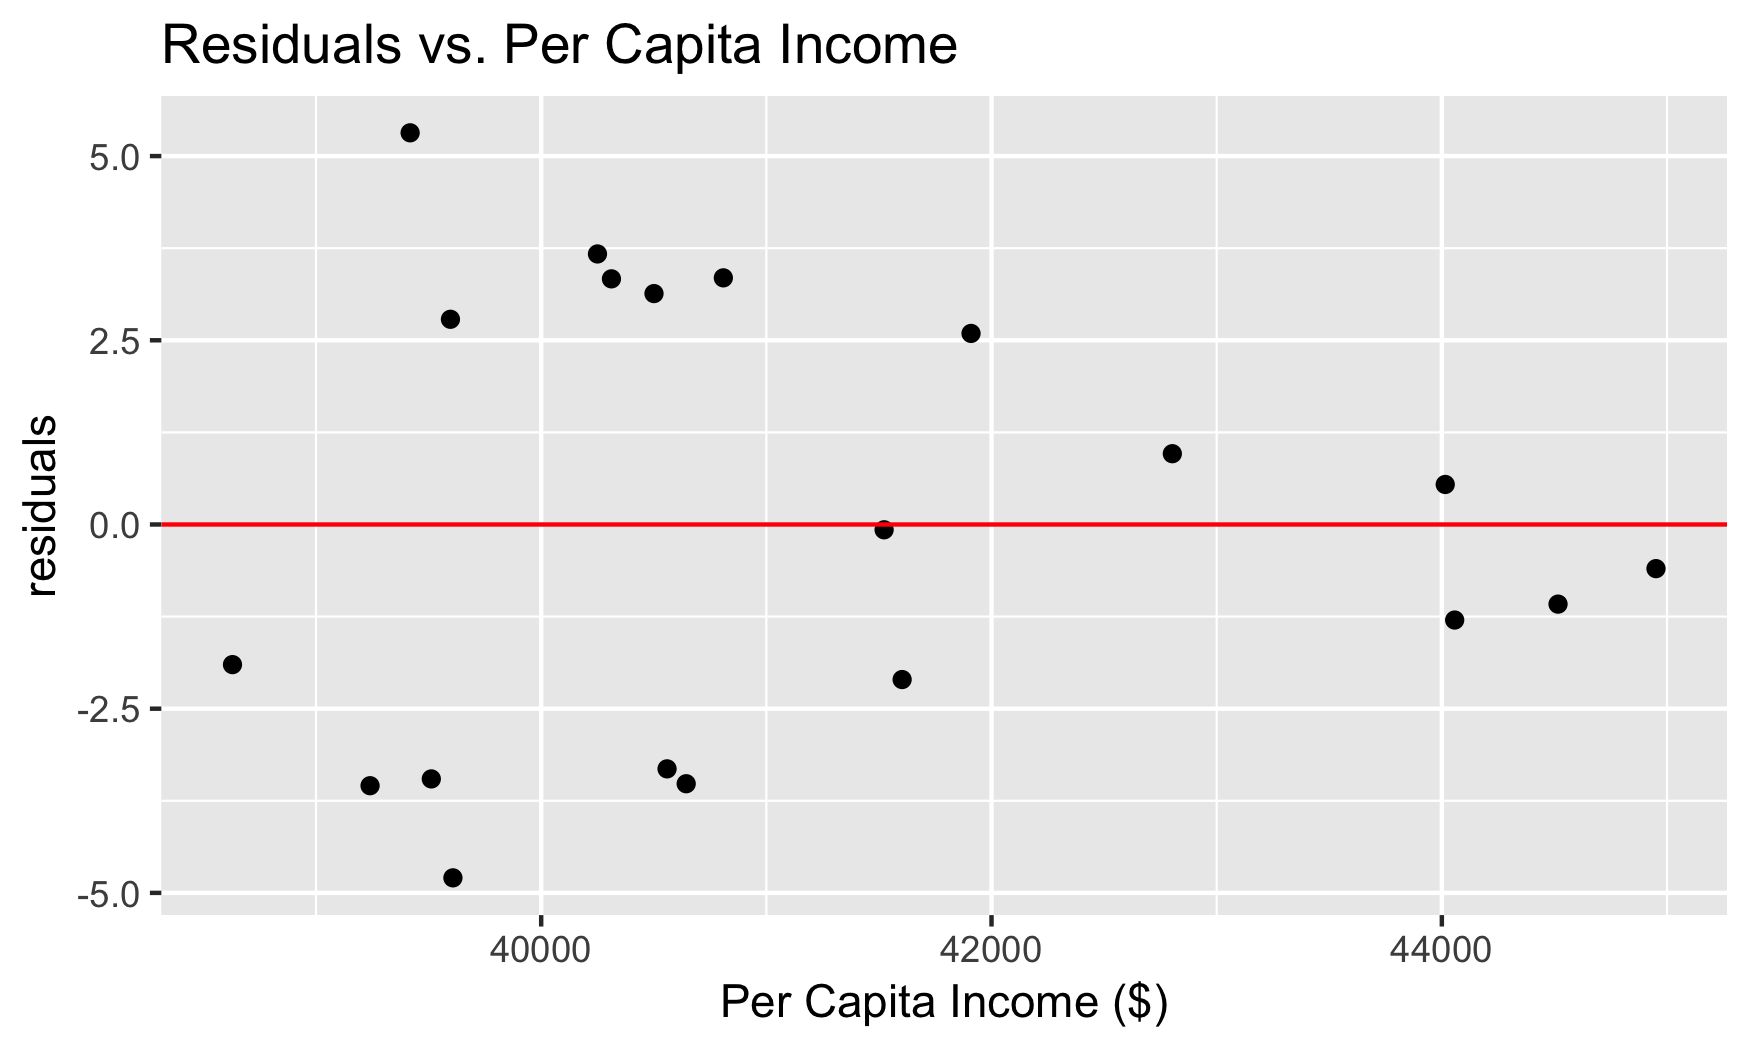 Residuals vs. Per Capita Income
5.0
2.5
0.0
-2.5
-5.0
residuals
40000 42000 44000
Per Capita Income ($)